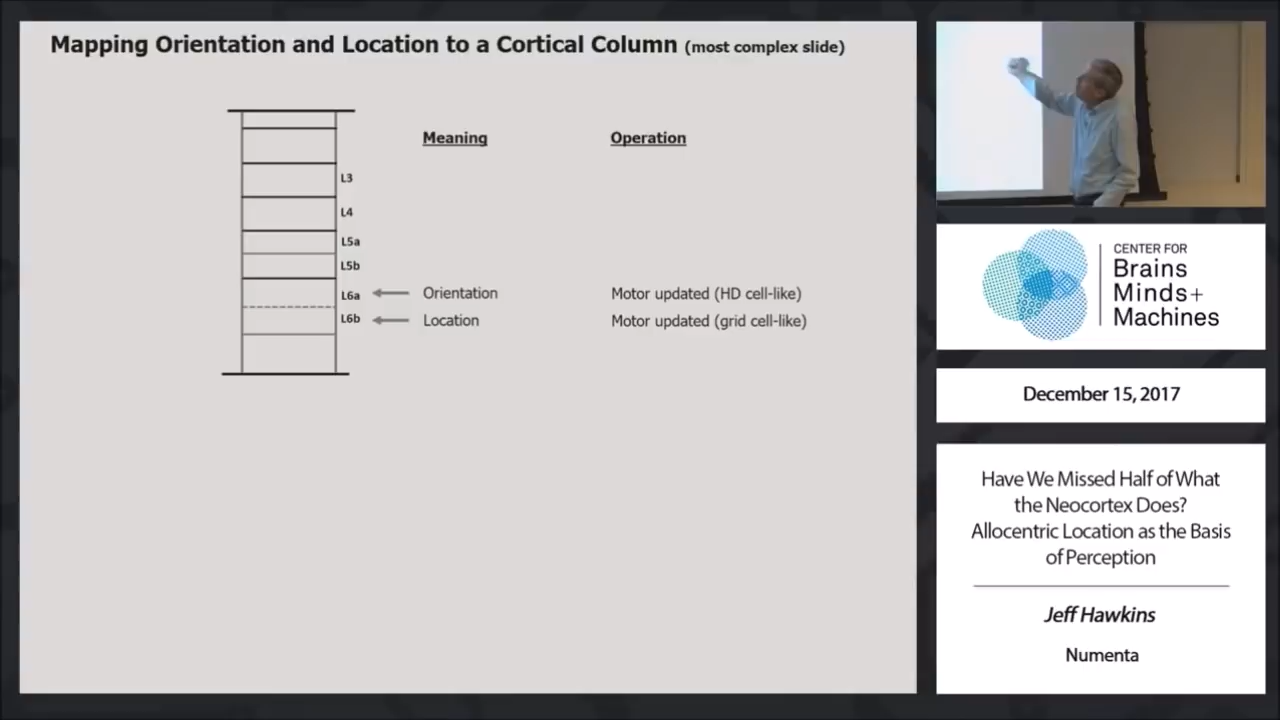 Mapping Orientation and Location to a Cortical Column (most complex slide)
Meaning
Operation
L3
L4
L5a
L5b
L6a
Orientation
Motor updated (HD cell-like)
L6b
Location
Motor updated (grid cell-like)
CENTER FOR
Brains
Minds+
Machines
December 15, 2017
Have We Missed Half of What
the Neocortex Does?
Allocentric Location as the Basis
of Perception
Jeff Hawkins
Numenta